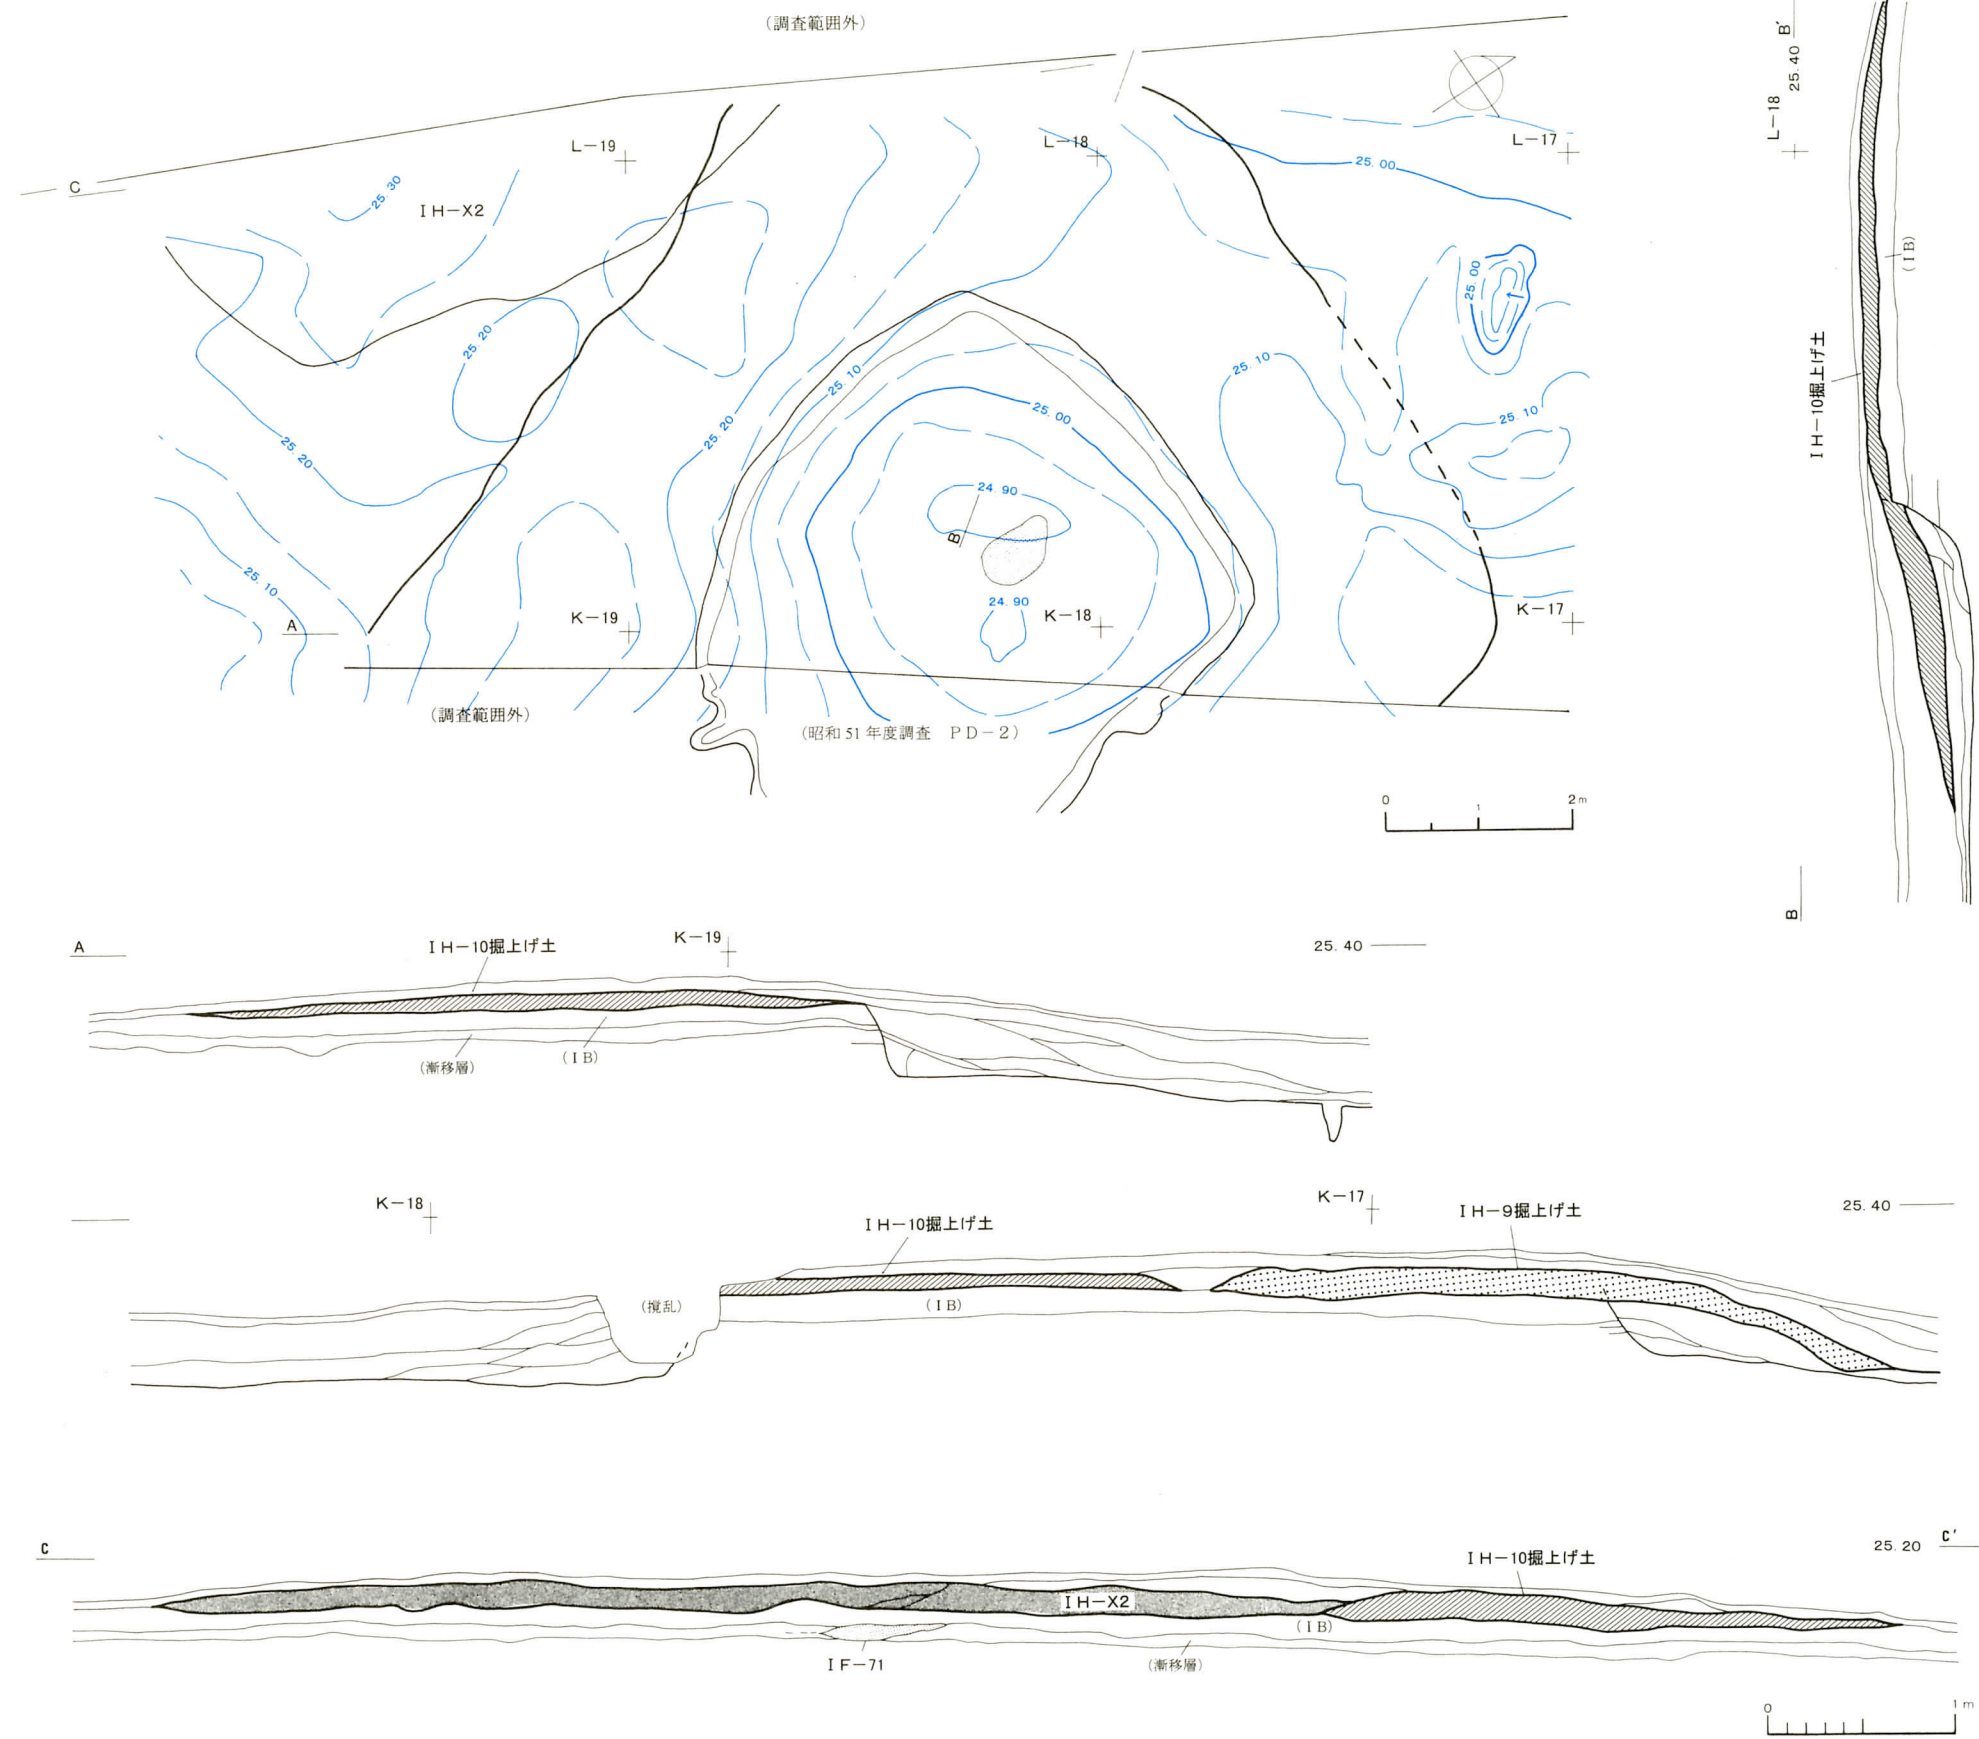 (調査範囲外)
L-19
L-18
L-17
25.00
C
25.30
IH-X2
25.00
25.20
25.10
25.10
25.10
25.00
25.20
25.20
24.90
B
25.10
24.90
A
K-19
K-18
K-17
(調査範囲外)
(昭和51年度調査 PD-2)
0 1 2m
B′
25.40
L-18
(IB)
IH-10掘上げ土
B
A
IH-10掘上げ土
K-19
25.40
(漸移層)
(IB)
K-18
IH-10掘上げ土
K-17
IH-9掘上げ土
25.40
(撹乱)
(IB)
C
IH-10掘上げ土
25.20
C′
IH-X2
(IB)
IF-71
(漸移層)
0 1m